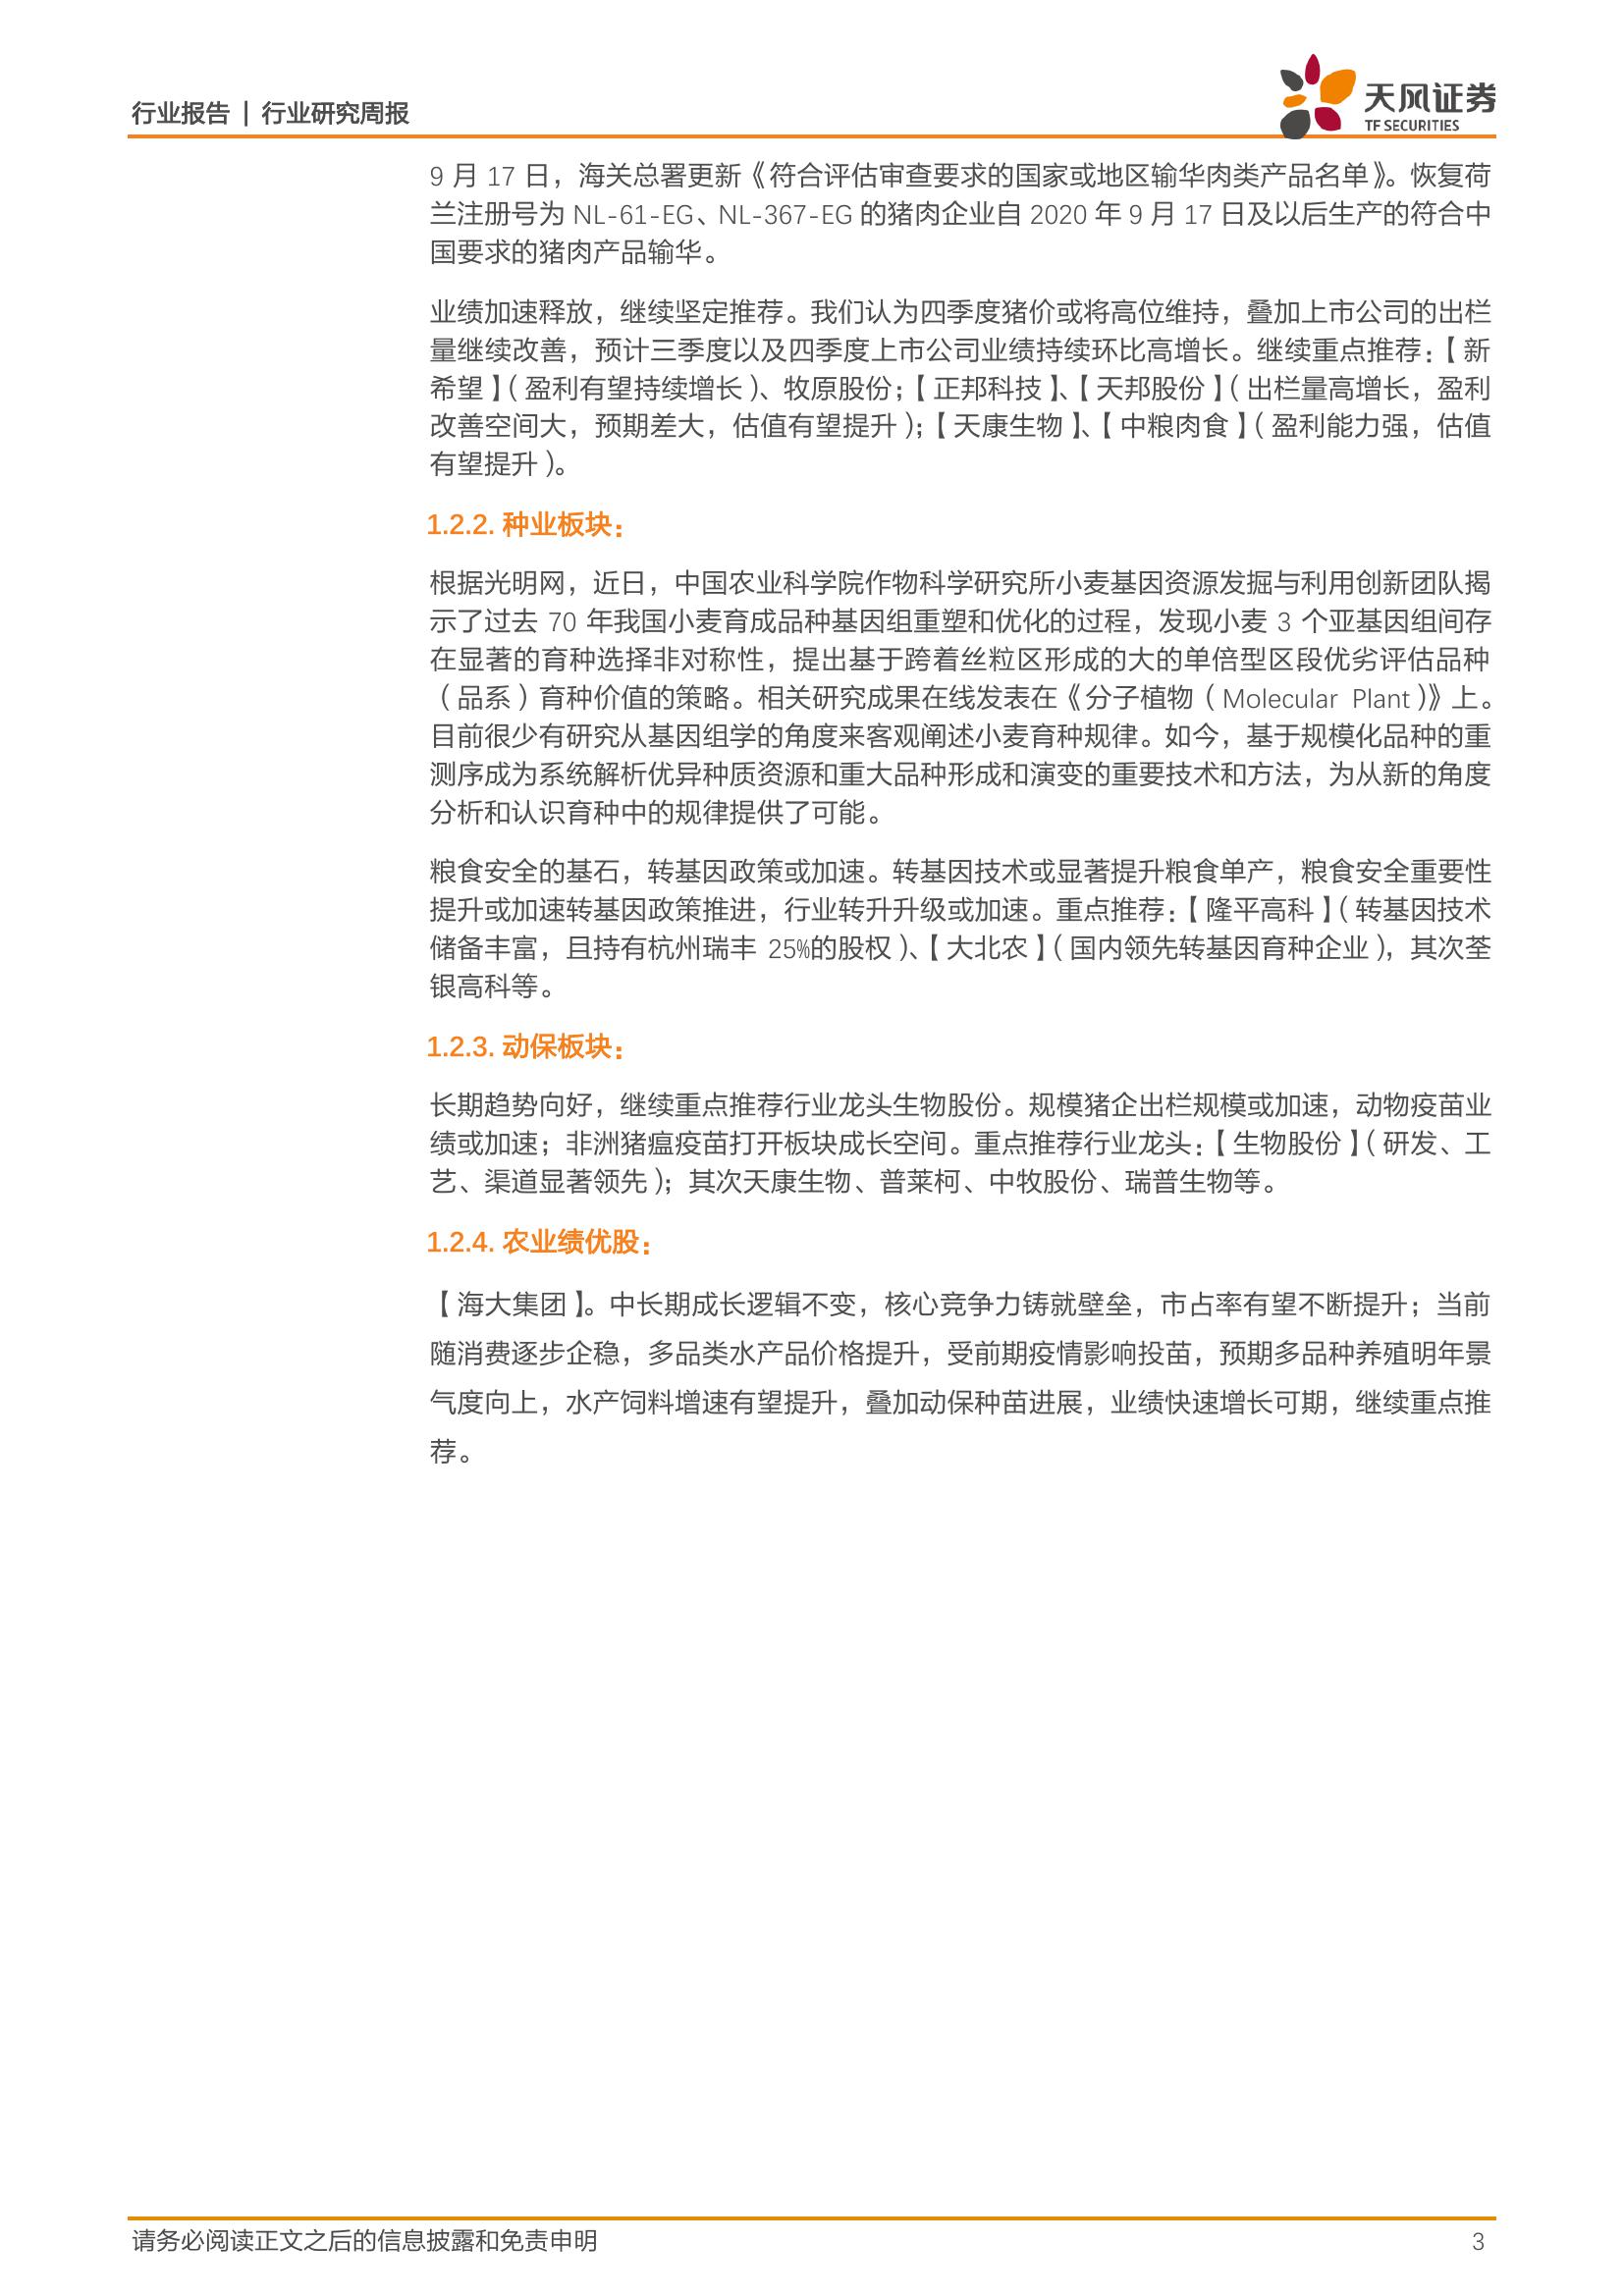 行业报告 | 行业研究周报
天风证券
TF SECURITIES
9 月 17 日，海关总署更新《符合评估审查要求的国家或地区输华肉类产品名单》。恢复荷
兰注册号为 NL-61-EG、NL-367-EG 的猪肉企业自 2020 年 9 月 17 日及以后生产的符合中
国要求的猪肉产品输华。
业绩加速释放，继续坚定推荐。我们认为四季度猪价或将高位维持，叠加上市公司的出栏
量继续改善，预计三季度以及四季度上市公司业绩持续环比高增长。继续重点推荐：【新
希望】（盈利有望持续增长）、牧原股份；【正邦科技】、【天邦股份】（出栏量高增长，盈利
改善空间大，预期差大，估值有望提升）；【天康生物】、【中粮肉食】（盈利能力强，估值
有望提升）。
1.2.2. 种业板块：
根据光明网，近日，中国农业科学院作物科学研究所小麦基因资源发掘与利用创新团队揭
示了过去 70 年我国小麦育成品种基因组重塑和优化的过程，发现小麦 3 个亚基因组间存
在显著的育种选择非对称性，提出基于跨着丝粒区形成的大的单倍型区段优劣评估品种
（品系）育种价值的策略。相关研究成果在线发表在《分子植物（Molecular Plant）》上。
目前很少有研究从基因组学的角度来客观阐述小麦育种规律。如今，基于规模化品种的重
测序成为系统解析优异种质资源和重大品种形成和演变的重要技术和方法，为从新的角度
分析和认识育种中的规律提供了可能。
粮食安全的基石，转基因政策或加速。转基因技术或显著提升粮食单产，粮食安全重要性
提升或加速转基因政策推进，行业转升升级或加速。重点推荐：【隆平高科】（转基因技术
储备丰富，且持有杭州瑞丰 25%的股权）、【大北农】（国内领先转基因育种企业），其次荃
银高科等。
1.2.3. 动保板块：
长期趋势向好，继续重点推荐行业龙头生物股份。规模猪企出栏规模或加速，动物疫苗业
绩或加速；非洲猪瘟疫苗打开板块成长空间。重点推荐行业龙头：【生物股份】（研发、工
艺、渠道显著领先）；其次天康生物、普莱柯、中牧股份、瑞普生物等。
1.2.4. 农业绩优股：
【海大集团】。中长期成长逻辑不变，核心竞争力铸就壁垒，市占率有望不断提升；当前
随消费逐步企稳，多品类水产品价格提升，受前期疫情影响投苗，预期多品种养殖明年景
气度向上，水产饲料增速有望提升，叠加动保种苗进展，业绩快速增长可期，继续重点推
荐。
请务必阅读正文之后的信息披露和免责申明
3